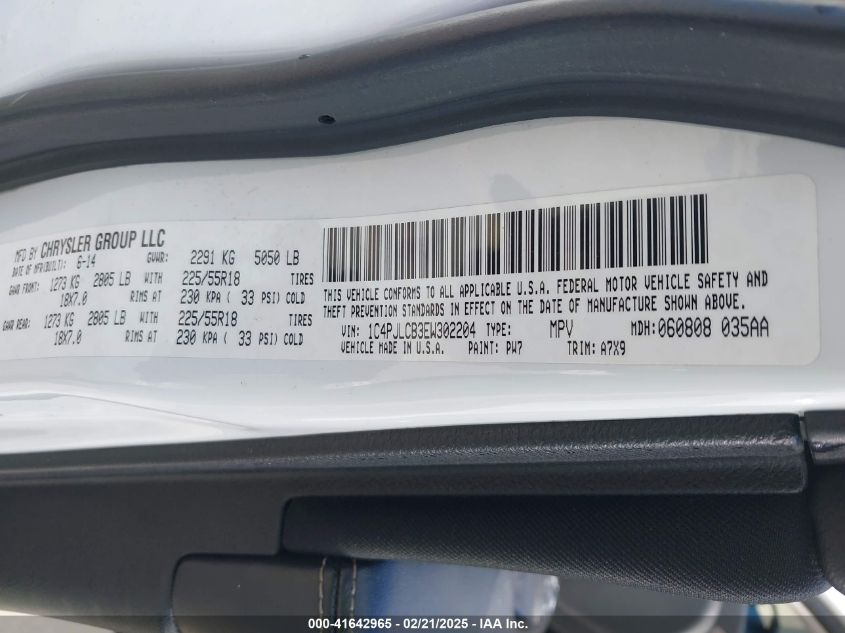 MFD BY CHRYSLER GROUP LLC
DATE OF MFR(BUILT): 6-14 GVWR: 2291 KG 5050 LB
GAWR FRONT: 1273 KG 2805 LB WITH 225/55R18 TIRES
18X7.0 RIMS AT 230 KPA ( 33 PSI) COLD
GAWR REAR: 1273 KG 2805 LB WITH 225/55R18 TIRES
18X7.0 RIMS AT 230 KPA ( 33 PSI) COLD
THIS VEHICLE CONFORMS TO ALL APPLICABLE U.S.A. FEDERAL MOTOR VEHICLE SAFETY AND
THEFT PREVENTION STANDARDS IN EFFECT ON THE DATE OF MANUFACTURE SHOWN ABOVE.
VIN: 1C4PJLCB3EW302204 TYPE: MPV MDH: 060808 035AA
VEHICLE MADE IN U.S.A. PAINT: PW7 TRIM: A7X9
000-41642965 - 02/21/2025 - IAA Inc.